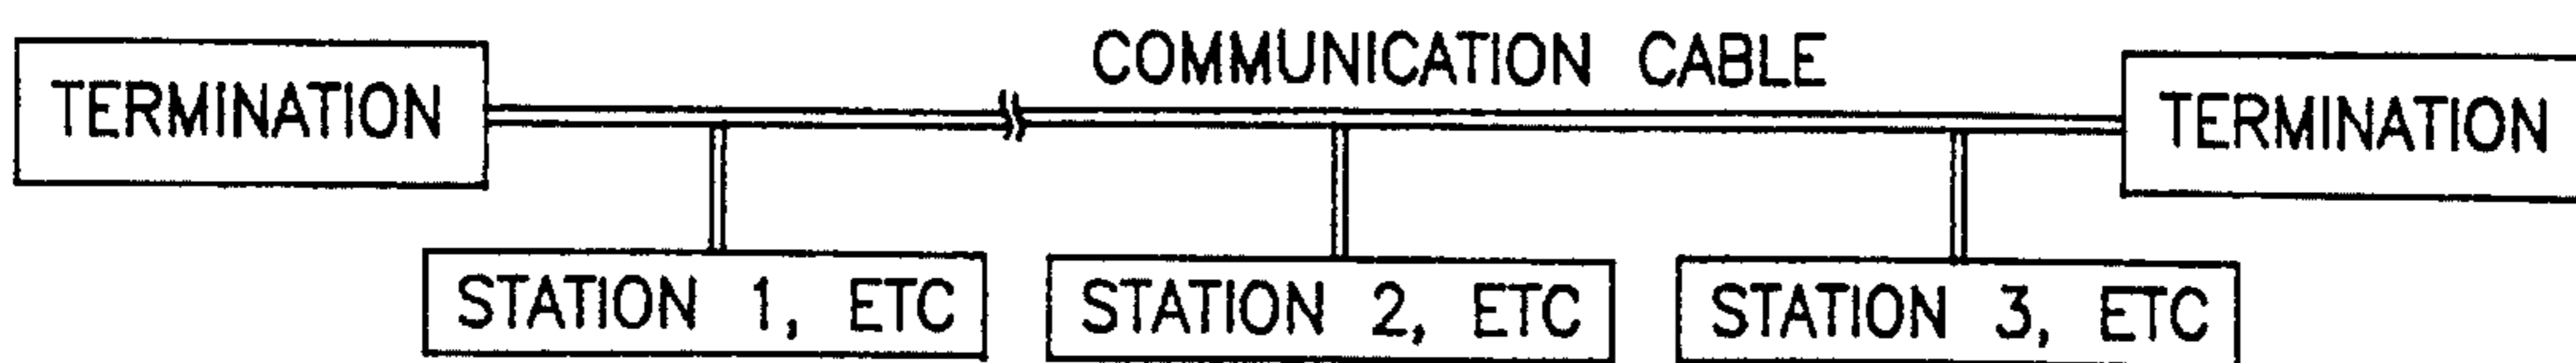 COMMUNICATION CABLE
TERMINATION
TERMINATION
STATION 1, ETC
STATION 2, ETC
STATION 3, ETC